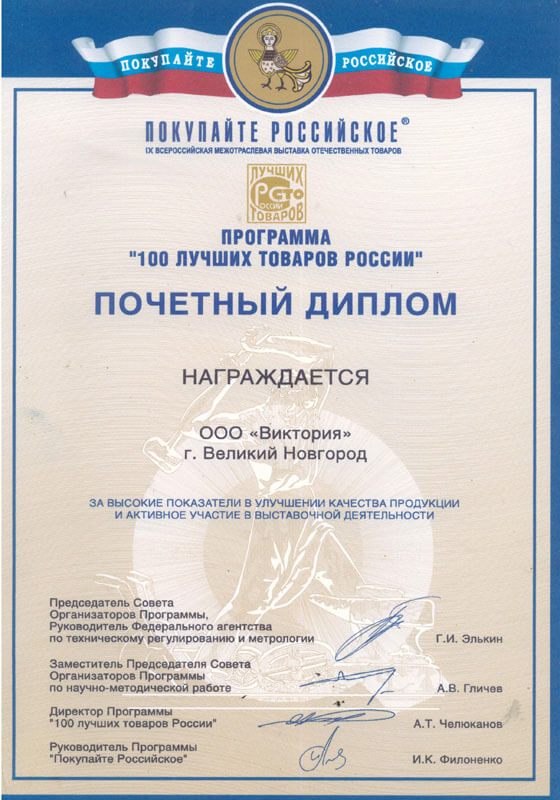 ПОКУПАЙТЕ РОССИЙСКОЕ
ПОКУПАЙТЕ РОССИЙСКОЕ®
IX ВСЕРОССИЙСКАЯ МЕЖОТРАСЛЕВАЯ ВЫСТАВКА ОТЕЧЕСТВЕННЫХ ТОВАРОВ
ЛУЧШИХ
СТО
РОССИИ
ТОВАРОВ
ПРОГРАММА
"100 ЛУЧШИХ ТОВАРОВ РОССИИ"
ПОЧЕТНЫЙ ДИПЛОМ
НАГРАЖДАЕТСЯ
ООО «Виктория»
г. Великий Новгород
ЗА ВЫСОКИЕ ПОКАЗАТЕЛИ В УЛУЧШЕНИИ КАЧЕСТВА ПРОДУКЦИИ
И АКТИВНОЕ УЧАСТИЕ В ВЫСТАВОЧНОЙ ДЕЯТЕЛЬНОСТИ
Председатель Совета
Организаторов Программы,
Руководитель Федерального агентства
по техническому регулированию и метрологии Г.И. Элькин
Заместитель Председателя Совета
Организаторов Программы
по научно-методической работе А.В. Гличев
Директор Программы
"100 лучших товаров России" А.Т. Челюканов
Руководитель Программы
"Покупайте Российское" И.К. Филоненко